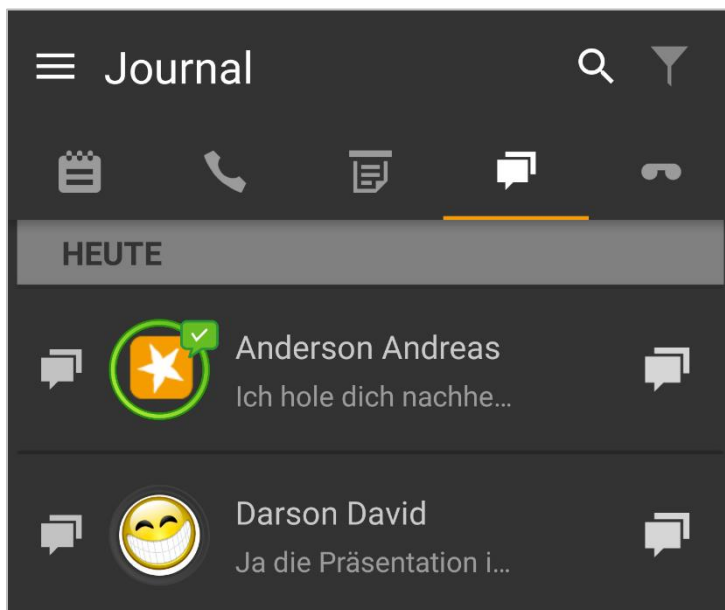 Journal
HEUTE
Anderson Andreas
Ich hole dich nachhe...
Darson David
Ja die Präsentation i...